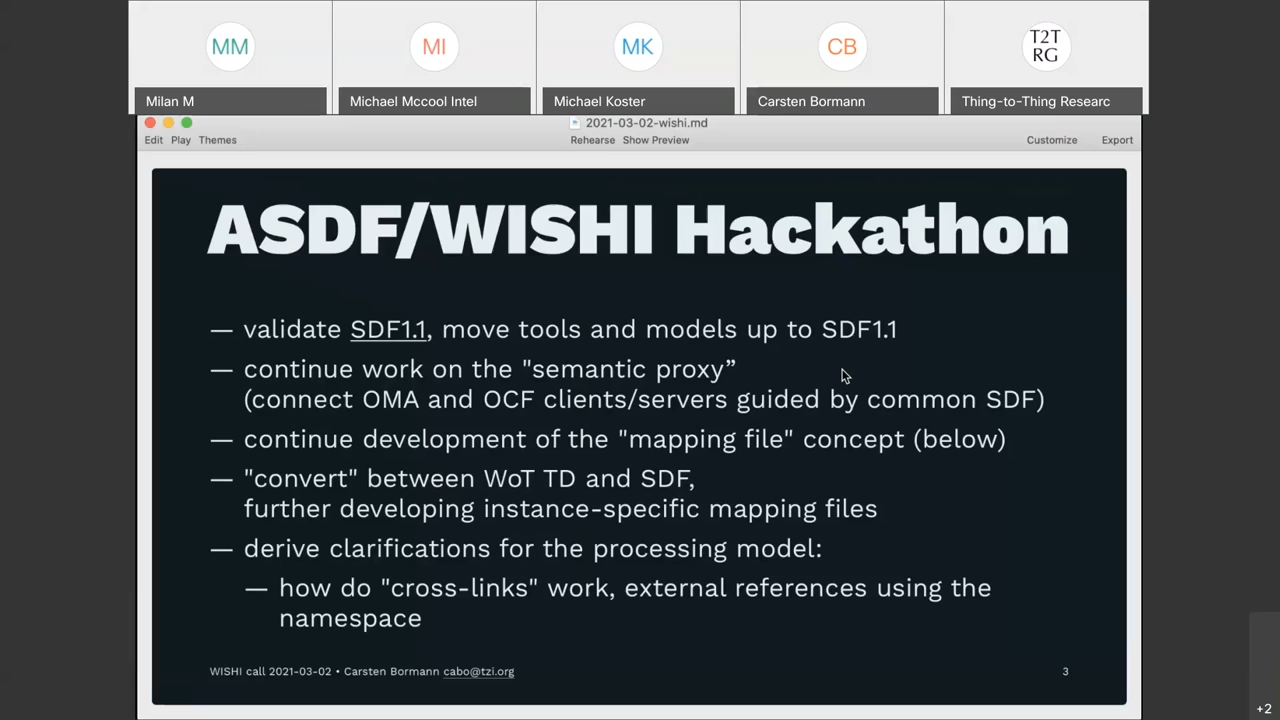 MM
MI
MK
CB
T2T
RG
Milan M
Michael Mccool Intel
Michael Koster
Carsten Bormann
Thing-to-Thing Researc
2021-03-02-wishi.md
Edit Play Themes
Rehearse Show Preview
Customize Export
ASDF/WISHI Hackathon
— validate SDF1.1, move tools and models up to SDF1.1
— continue work on the "semantic proxy”
(connect OMA and OCF clients/servers guided by common SDF)
— continue development of the "mapping file" concept (below)
— "convert" between WoT TD and SDF,
further developing instance-specific mapping files
— derive clarifications for the processing model:
— how do "cross-links" work, external references using the
namespace
WISHI call 2021-03-02 • Carsten Bormann cabo@tzi.org
3
+2